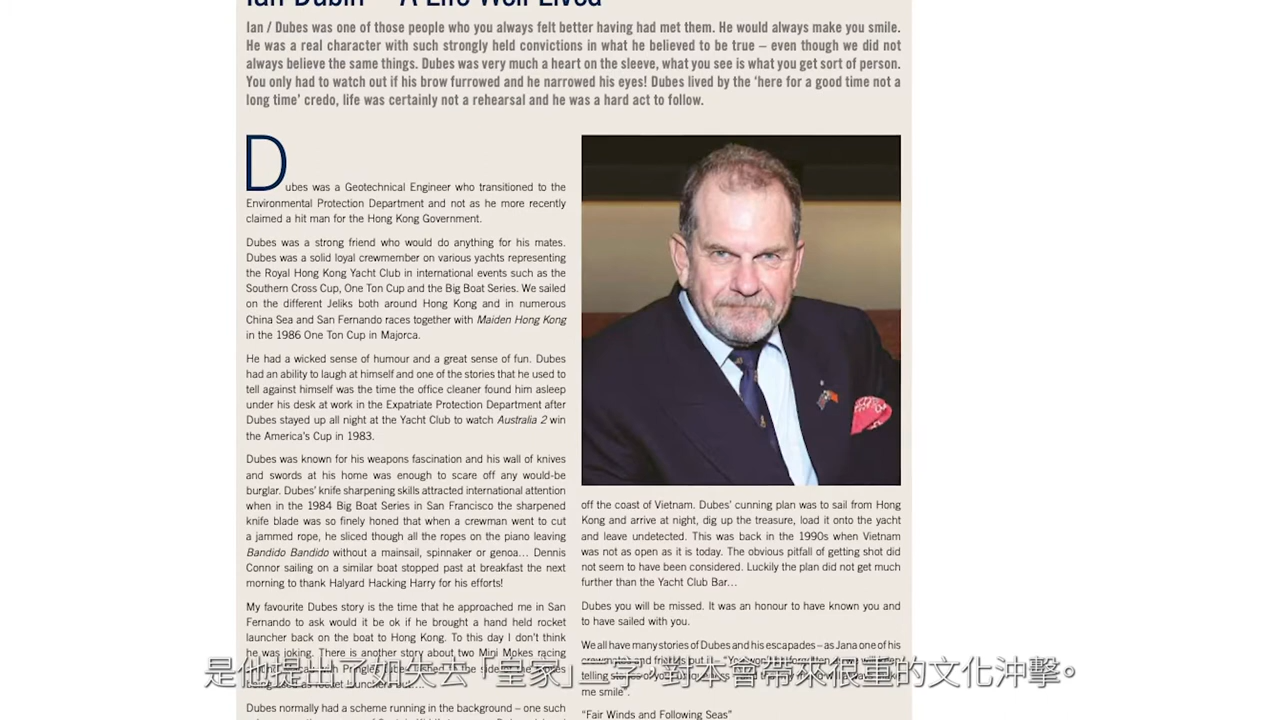 Ian Dubin – A Life Well Lived
Ian / Dubes was one of those people who you always felt better having had met them. He would always make you smile.
He was a real character with such strongly held convictions in what he believed to be true – even though we did not
always believe the same things. Dubes was very much a heart on the sleeve, what you see is what you get sort of person.
You only had to watch out if his brow furrowed and he narrowed his eyes! Dubes lived by the ‘here for a good time not a
long time’ credo, life was certainly not a rehearsal and he was a hard act to follow.
Dubes was a Geotechnical Engineer who transitioned to the
Environmental Protection Department and not as he more recently
claimed a hit man for the Hong Kong Government.
Dubes was a strong friend who would do anything for his mates.
Dubes was a solid loyal crewmember on various yachts representing
the Royal Hong Kong Yacht Club in international events such as the
Southern Cross Cup, One Ton Cup and the Big Boat Series. We sailed
on the different Jeliks both around Hong Kong and in numerous
China Sea and San Fernando races together with Maiden Hong Kong
in the 1986 One Ton Cup in Majorca.
He had a wicked sense of humour and a great sense of fun. Dubes
had an ability to laugh at himself and one of the stories that he used to
tell against himself was the time the office cleaner found him asleep
under his desk at work in the Expatriate Protection Department after
Dubes stayed up all night at the Yacht Club to watch Australia 2 win
the America’s Cup in 1983.
Dubes was known for his weapons fascination and his wall of knives
and swords at his home was enough to scare off any would-be
burglar. Dubes’ knife sharpening skills attracted international attention
when in the 1984 Big Boat Series in San Francisco the sharpened
knife blade was so finely honed that when a crewman went to cut
a jammed rope, he sliced though all the ropes on the piano leaving
Bandido Bandido without a mainsail, spinnaker or genoa… Dennis
Connor sailing on a similar boat stopped past at breakfast the next
morning to thank Halyard Hacking Harry for his efforts!
My favourite Dubes story is the time that he approached me in San
Fernando to ask would it be ok if he brought a hand held rocket
launcher back on the boat to Hong Kong. To this day I don’t think
he was joking. There is another story about two Mini Mokes racing
Dubes normally had a scheme running in the background – one such
off the coast of Vietnam. Dubes’ cunning plan was to sail from Hong
Kong and arrive at night, dig up the treasure, load it onto the yacht
and leave undetected. This was back in the 1990s when Vietnam
was not as open as it is today. The obvious pitfall of getting shot did
not seem to have been considered. Luckily the plan did not get much
further than the Yacht Club Bar…
Dubes you will be missed. It was an honour to have known you and
to have sailed with you.
We all have many stories of Dubes and his escapades – as Jana one of his
me smile”.
“Fair Winds and Following Seas”
是他提出了如失去「皇家」二字，對本會帶來很重的文化沖擊。